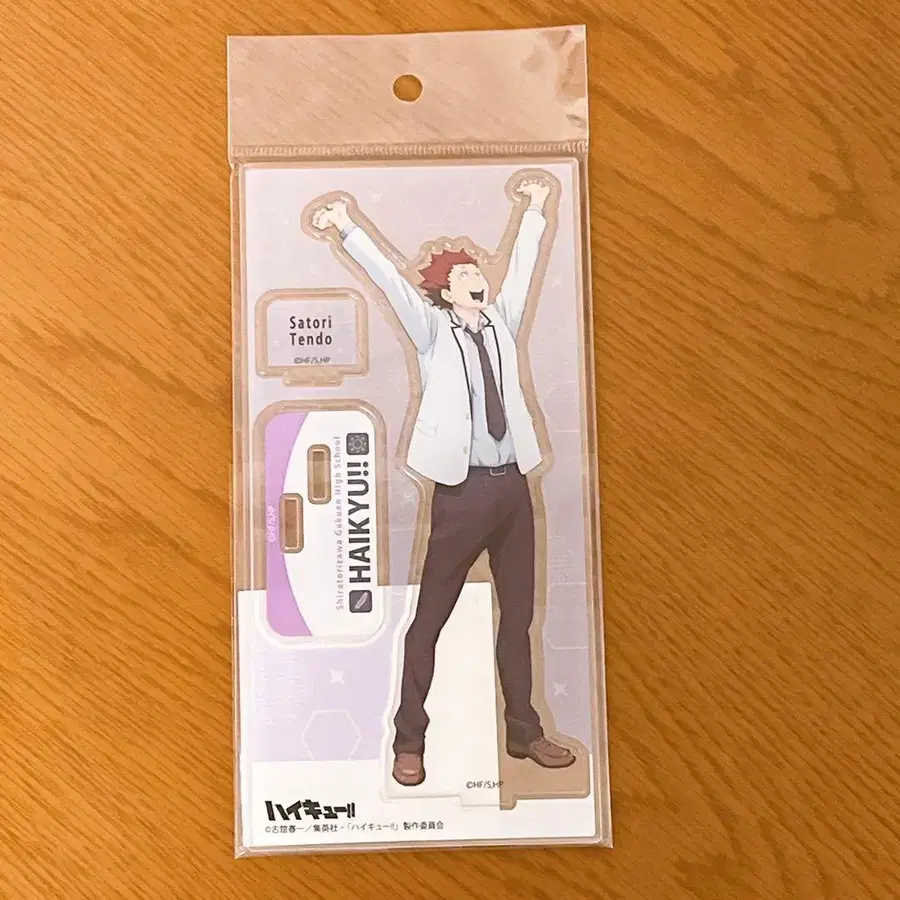 Satori
Tendo
©HF/S,HP
HAIKYU!!
Shiratorizawa Gakuen High School
©HF/S,HP
©HF/S,HP
ハイキュー!!
©古舘春一／集英社・「ハイキュー!!」製作委員会